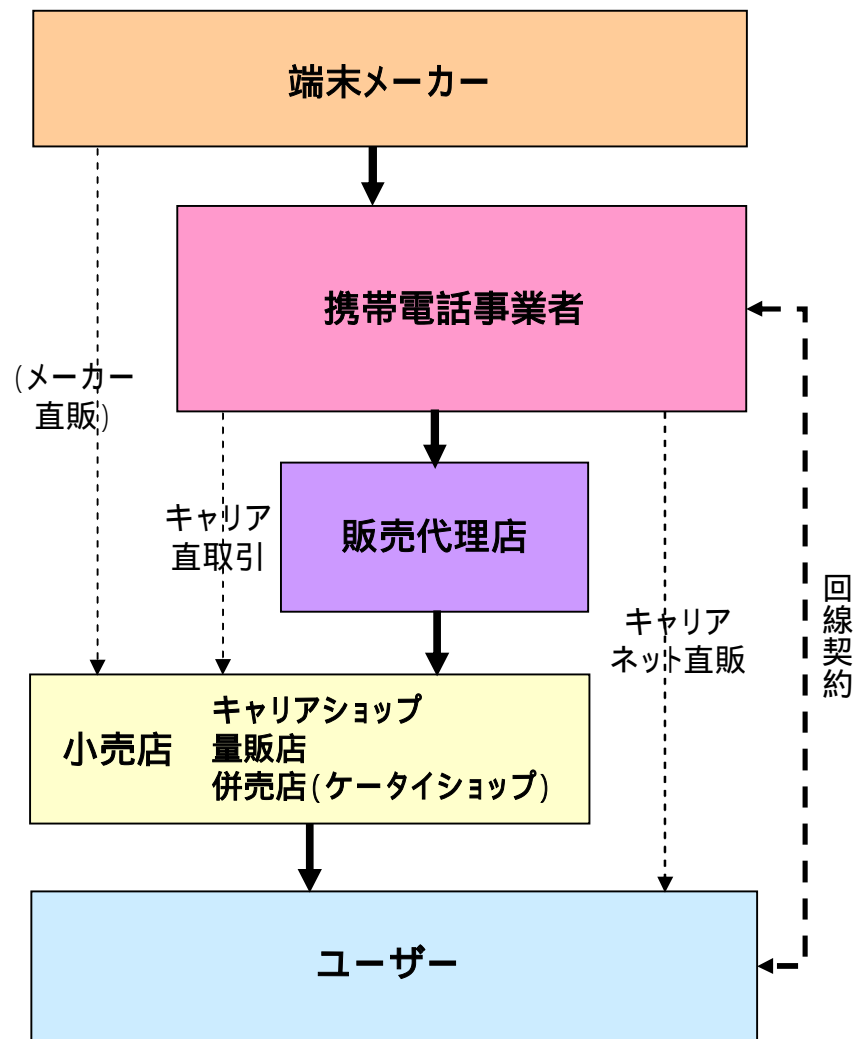 端末メーカー
携帯電話事業者
(メーカー
直販)
キャリア
直取引
販売代理店
キャリア
ネット直販
回線契約
小売店
キャリアショップ
量販店
併売店(ケータイショップ)
ユーザー